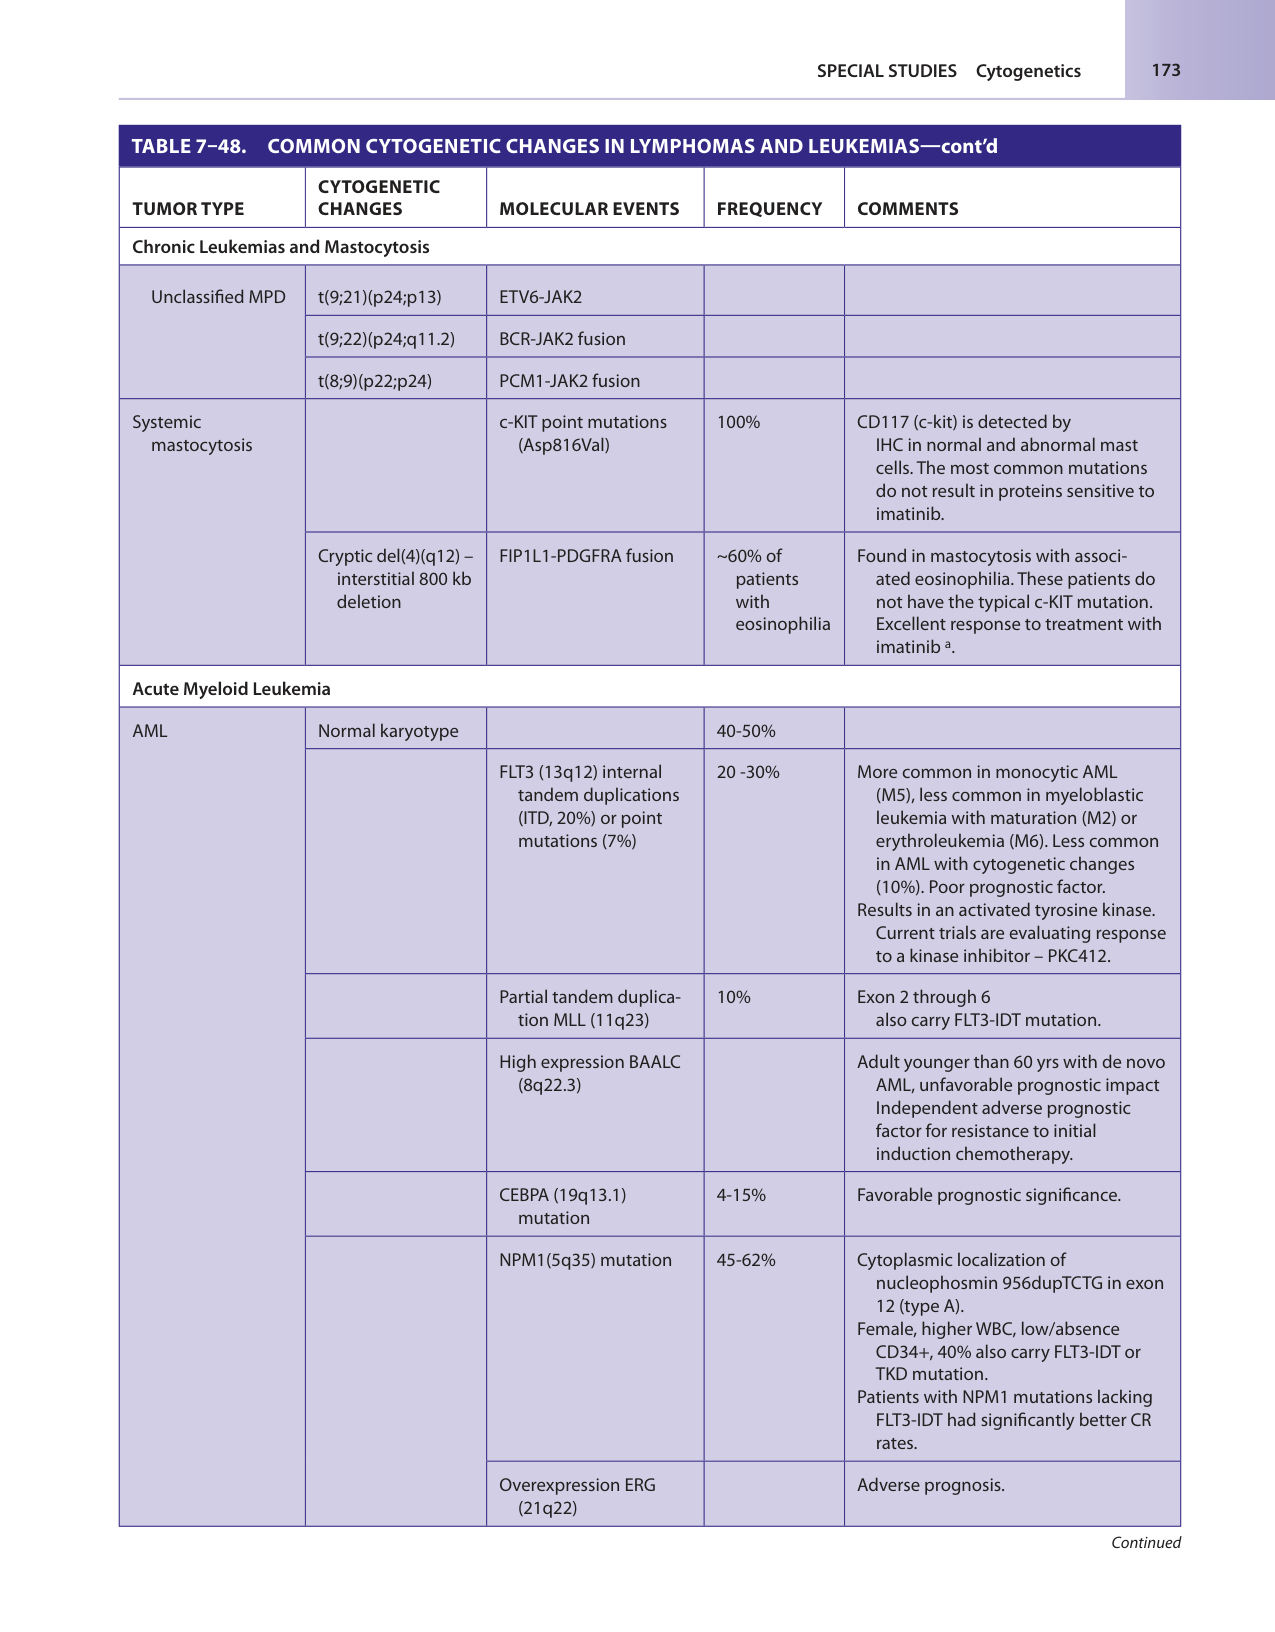 SPECIAL STUDIES Cytogenetics 173
TABLE 7–48. COMMON CYTOGENETIC CHANGES IN LYMPHOMAS AND LEUKEMIAS—cont’d
TUMOR TYPE
CYTOGENETIC
CHANGES
MOLECULAR EVENTS
FREQUENCY
COMMENTS
Chronic Leukemias and Mastocytosis
Unclassified MPD
t(9;21)(p24;p13)
ETV6-JAK2
t(9;22)(p24;q11.2)
BCR-JAK2 fusion
t(8;9)(p22;p24)
PCM1-JAK2 fusion
Systemic
mastocytosis
c-KIT point mutations
(Asp816Val)
100%
CD117 (c-kit) is detected by
IHC in normal and abnormal mast
cells. The most common mutations
do not result in proteins sensitive to
imatinib.
Cryptic del(4)(q12) –
interstitial 800 kb
deletion
FIP1L1-PDGFRA fusion
~60% of
patients
with
eosinophilia
Found in mastocytosis with associ-
ated eosinophilia. These patients do
not have the typical c-KIT mutation.
Excellent response to treatment with
imatinib a.
Acute Myeloid Leukemia
AML
Normal karyotype
40-50%
FLT3 (13q12) internal
tandem duplications
(ITD, 20%) or point
mutations (7%)
20 -30%
More common in monocytic AML
(M5), less common in myeloblastic
leukemia with maturation (M2) or
erythroleukemia (M6). Less common
in AML with cytogenetic changes
(10%). Poor prognostic factor.
Results in an activated tyrosine kinase.
Current trials are evaluating response
to a kinase inhibitor – PKC412.
Partial tandem duplica-
tion MLL (11q23)
10%
Exon 2 through 6
also carry FLT3-IDT mutation.
High expression BAALC
(8q22.3)
Adult younger than 60 yrs with de novo
AML, unfavorable prognostic impact
Independent adverse prognostic
factor for resistance to initial
induction chemotherapy.
CEBPA (19q13.1)
mutation
4-15%
Favorable prognostic significance.
NPM1(5q35) mutation
45-62%
Cytoplasmic localization of
nucleophosmin 956dupTCTG in exon
12 (type A).
Female, higher WBC, low/absence
CD34+, 40% also carry FLT3-IDT or
TKD mutation.
Patients with NPM1 mutations lacking
FLT3-IDT had significantly better CR
rates.
Overexpression ERG
(21q22)
Adverse prognosis.
Continued